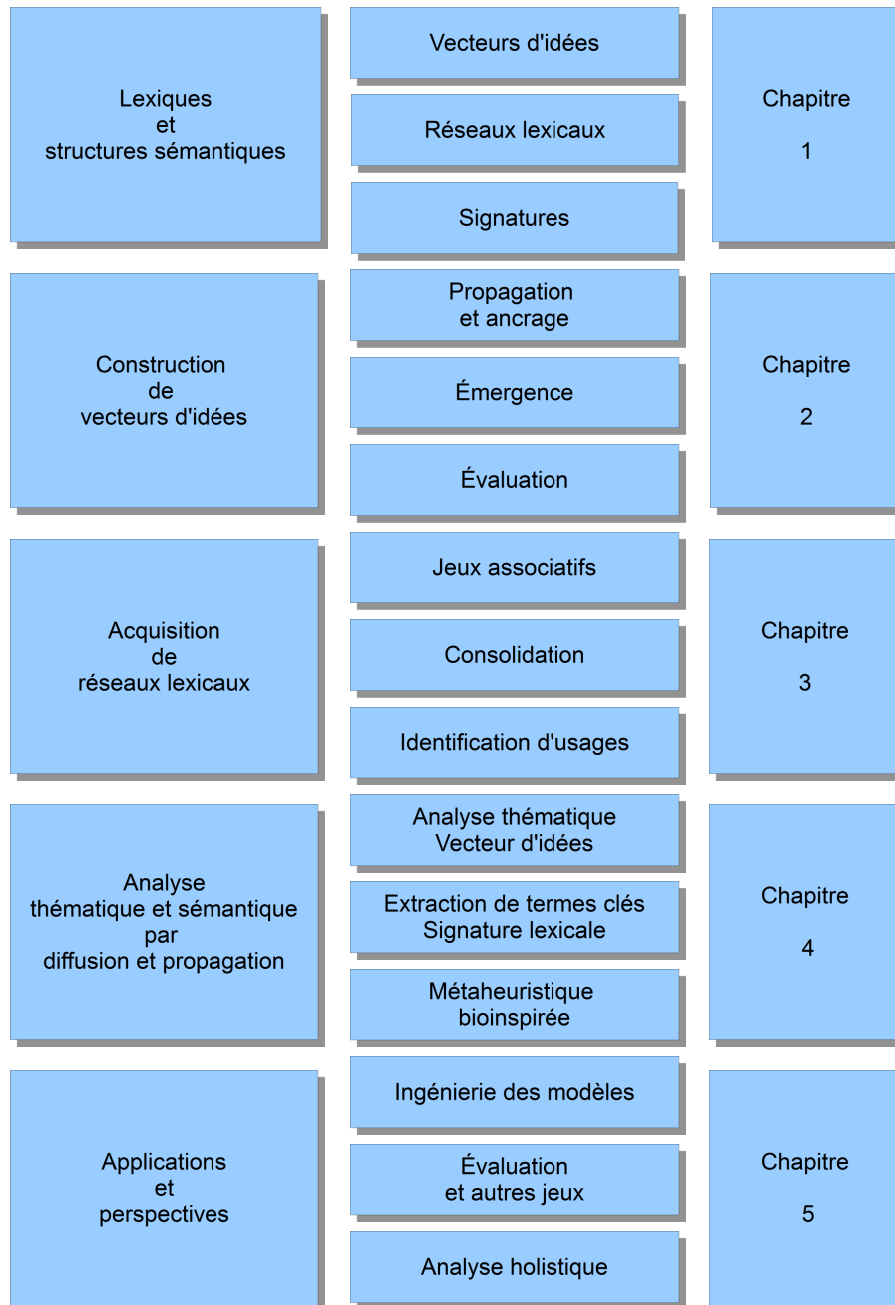 Lexiques
et
structures sémantiques
Vecteurs d'idées
Réseaux lexicaux
Signatures
Chapitre
1
Construction
de
vecteurs d'idées
Propagation
et ancrage
Émergence
Évaluation
Chapitre
2
Acquisition
de
réseaux lexicaux
Jeux associatifs
Consolidation
Identification d'usages
Chapitre
3
Analyse
thématique et sémantique
par
diffusion et propagation
Analyse thématique
Vecteur d'idées
Extraction de termes clés
Signature lexicale
Métaheuristique
bioinspirée
Chapitre
4
Applications
et
perspectives
Ingénierie des modèles
Évaluation
et autres jeux
Analyse holistique
Chapitre
5